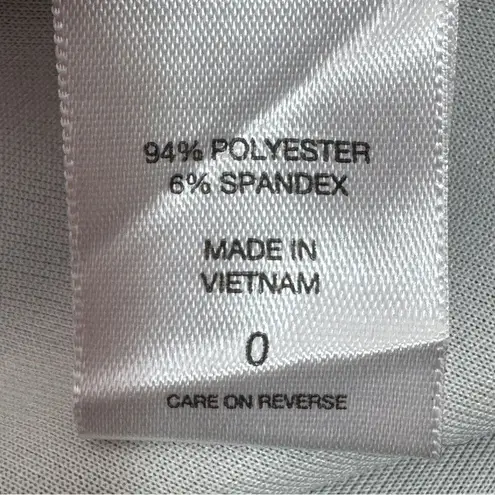 94% POLYESTER
6% SPANDEX
MADE IN
VIETNAM
0
CARE ON REVERSE